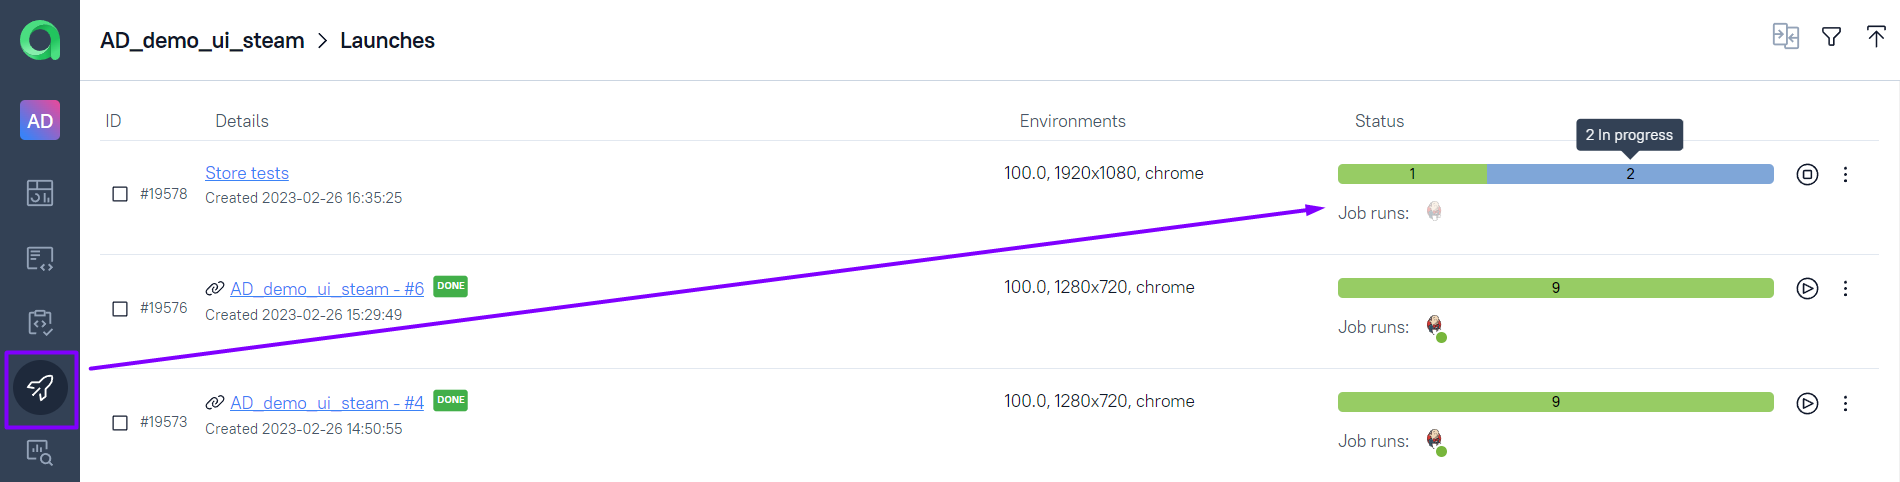 AD_demo_ui_steam > Launches
AD
ID Details Environments Status
2 In progress
Store tests 100.0, 1920x1080, chrome 1 2
#19578
Created 2023-02-26 16:35:25
Job runs:
AD_demo_ui_steam - #6 DONE 100.0, 1280x720, chrome 9
#19576
Created 2023-02-26 15:29:49
Job runs:
AD_demo_ui_steam - #4 DONE 100.0, 1280x720, chrome 9
#19573
Created 2023-02-26 14:50:55
Job runs: